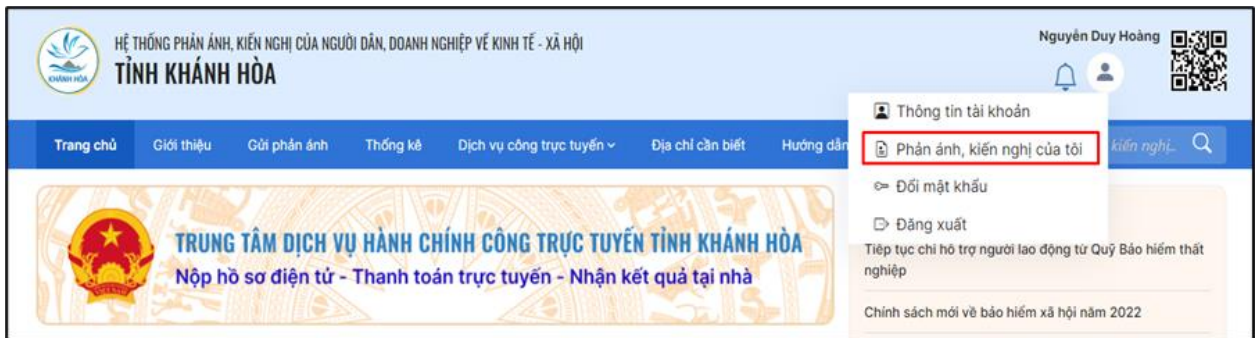 HỆ THỐNG PHẢN ÁNH, KIẾN NGHỊ CỦA NGƯỜI DÂN, DOANH NGHIỆP VỀ KINH TẾ - XÃ HỘI
TỈNH KHÁNH HÒA
KHÁNH HÒA
Nguyễn Duy Hoàng
Thông tin tài khoản
Phản ánh, kiến nghị của tôi
Đổi mật khẩu
Đăng xuất
Trang chủ Giới thiệu Gửi phản ánh Thống kê Dịch vụ công trực tuyến Địa chỉ cần biết Hướng dẫn kiến nghị...
TRUNG TÂM DỊCH VỤ HÀNH CHÍNH CÔNG TRỰC TUYẾN TỈNH KHÁNH HÒA
Nộp hồ sơ điện tử - Thanh toán trực tuyến - Nhận kết quả tại nhà
Tiếp tục chi hỗ trợ người lao động từ Quỹ Bảo hiểm thất
nghiệp
Chính sách mới về bảo hiểm xã hội năm 2022